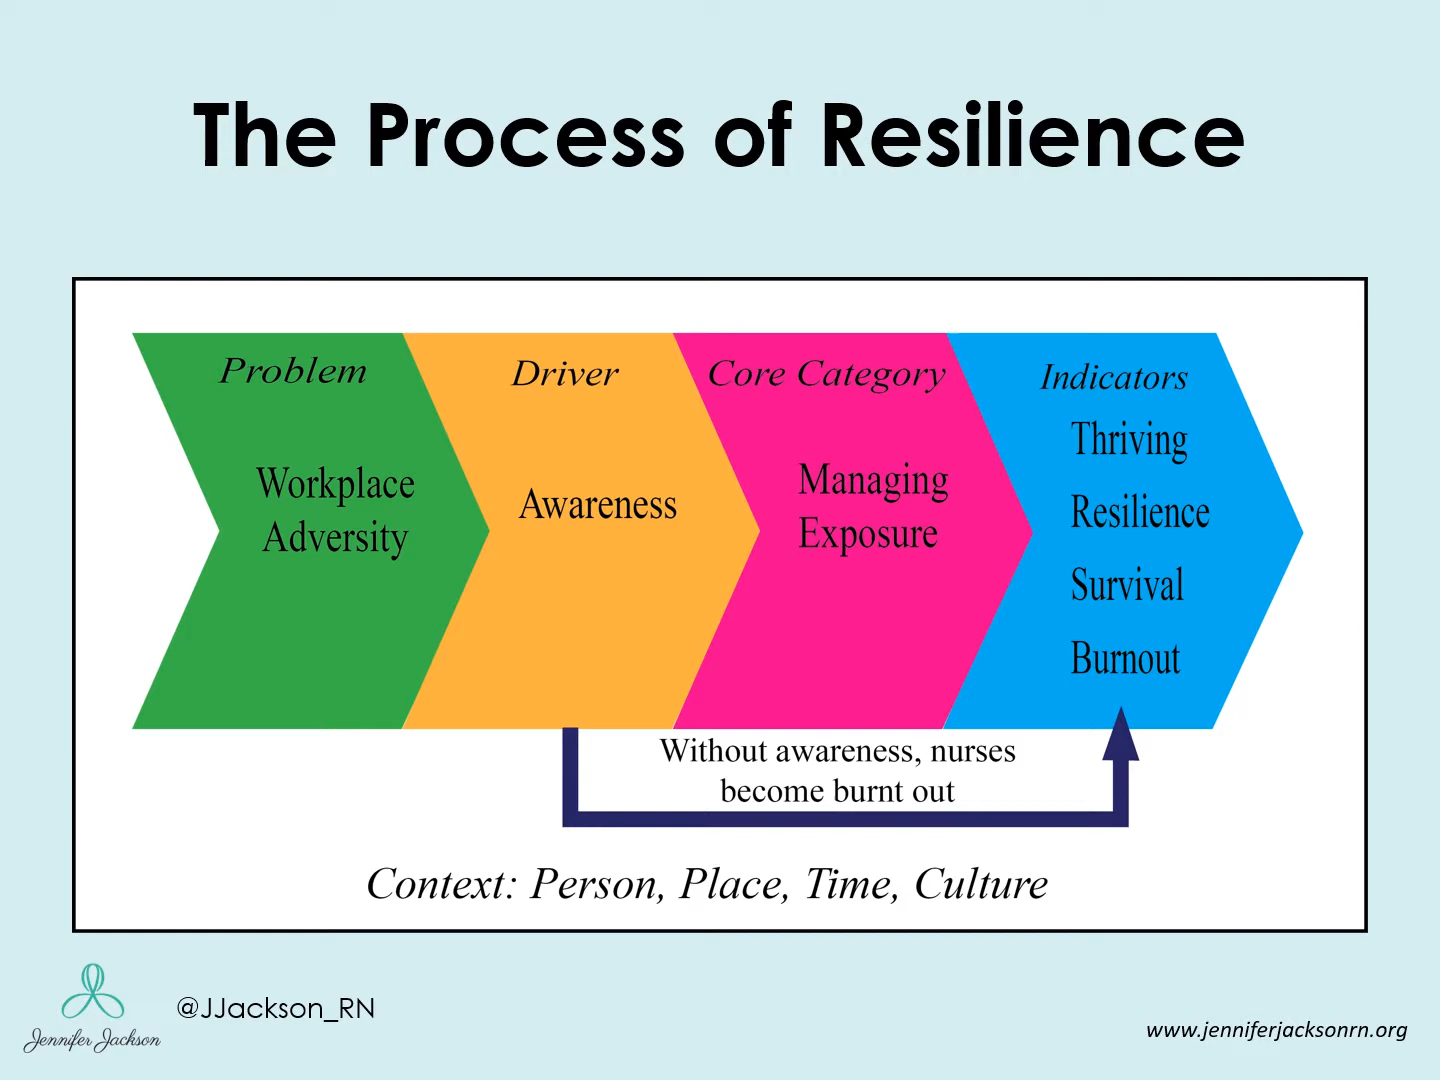 The Process of Resilience
Problem
Workplace
Adversity
Driver
Awareness
Core Category
Managing
Exposure
Indicators
Thriving
Resilience
Survival
Burnout
Without awareness, nurses
become burnt out
Context: Person, Place, Time, Culture
Jennifer Jackson
@JJackson_RN
www.jenniferjacksonrn.org